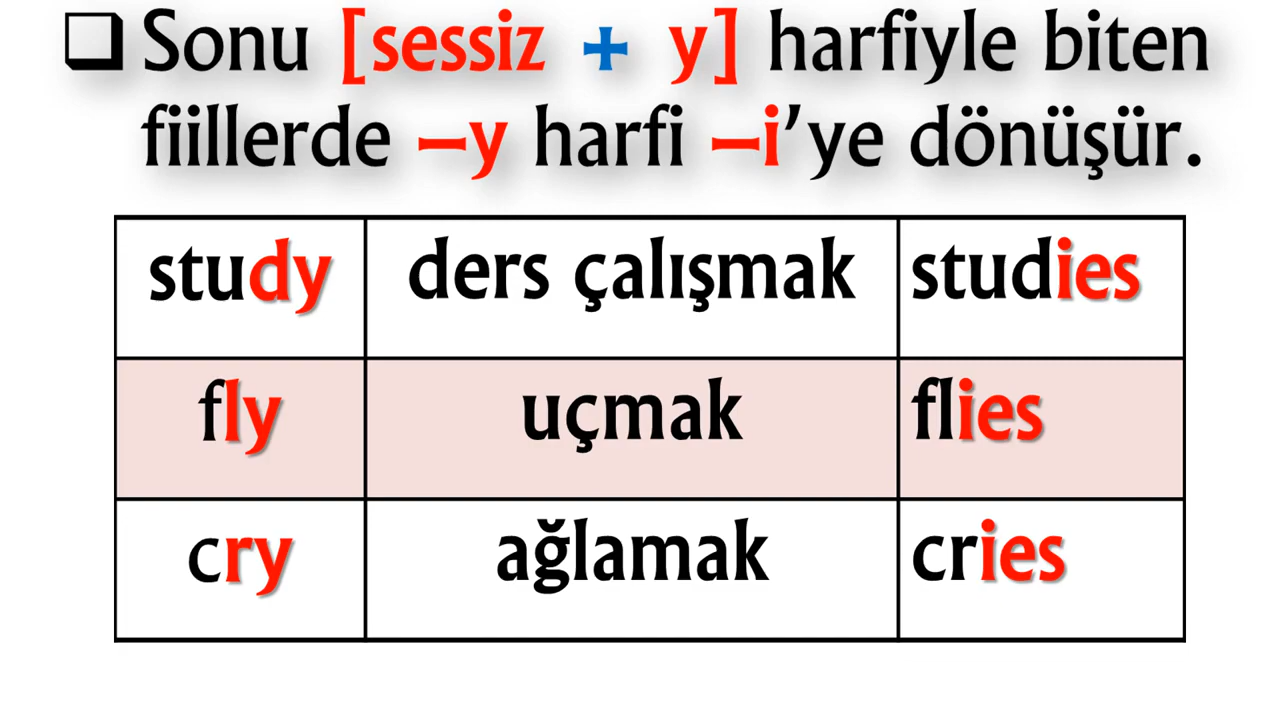 Sonu [sessiz + y] harfiyle biten
fiillerde –y harfi –i’ye dönüşür.
study ders çalışmak studies
fly uçmak flies
cry ağlamak cries